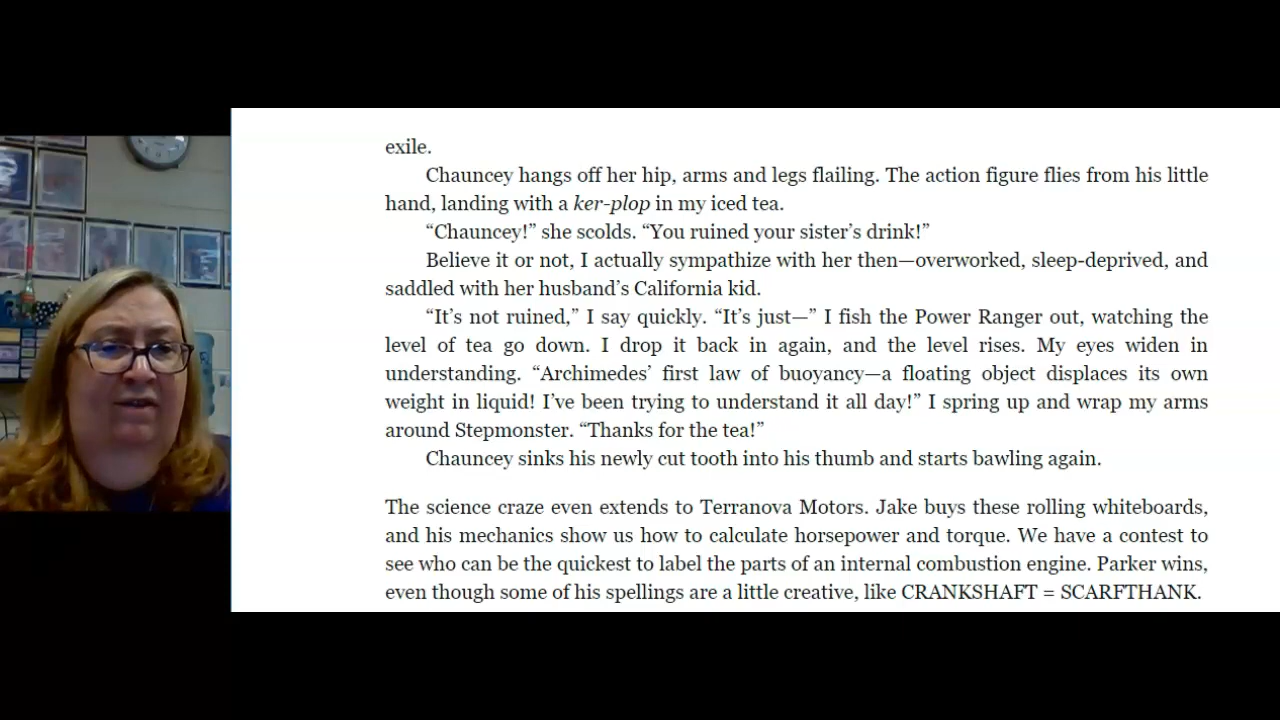 exile.
Chauncey hangs off her hip, arms and legs flailing. The action figure flies from his little
hand, landing with a ker-plop in my iced tea.
“Chauncey!” she scolds. “You ruined your sister’s drink!”
Believe it or not, I actually sympathize with her then—overworked, sleep-deprived, and
saddled with her husband’s California kid.
“It’s not ruined,” I say quickly. “It’s just—” I fish the Power Ranger out, watching the
level of tea go down. I drop it back in again, and the level rises. My eyes widen in
understanding. “Archimedes’ first law of buoyancy—a floating object displaces its own
weight in liquid! I’ve been trying to understand it all day!” I spring up and wrap my arms
around Stepmonster. “Thanks for the tea!”
Chauncey sinks his newly cut tooth into his thumb and starts bawling again.
The science craze even extends to Terranova Motors. Jake buys these rolling whiteboards,
and his mechanics show us how to calculate horsepower and torque. We have a contest to
see who can be the quickest to label the parts of an internal combustion engine. Parker wins,
even though some of his spellings are a little creative, like CRANKSHAFT = SCARFTHANK.